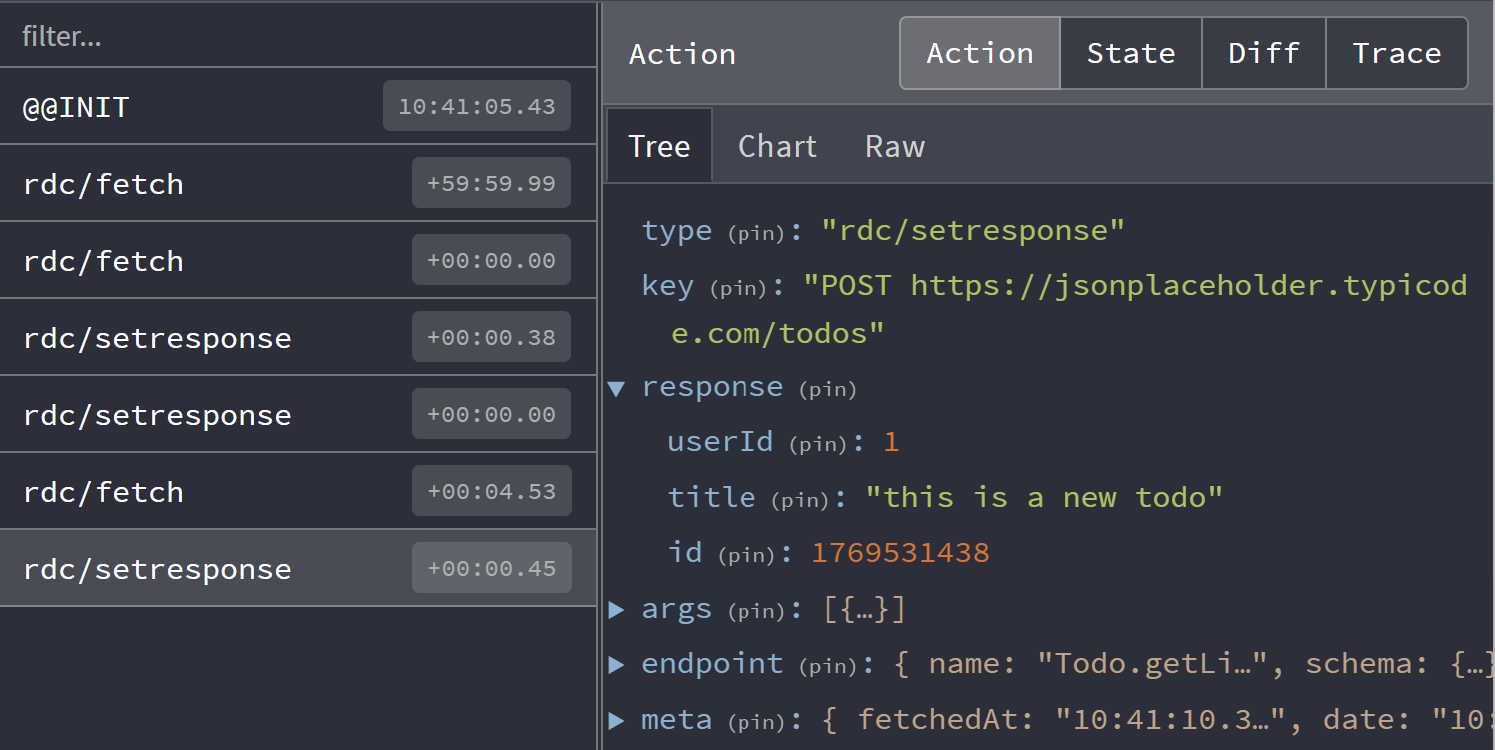 filter...
@@INIT 10:41:05.43
rdc/fetch +59:59.99
rdc/fetch +00:00.00
rdc/setresponse +00:00.38
rdc/setresponse +00:00.00
rdc/fetch +00:04.53
rdc/setresponse +00:00.45
Action Action State Diff Trace
Tree Chart Raw
type (pin): "rdc/setresponse"
key (pin): "POST https://jsonplaceholder.typicod
e.com/todos"
▼ response (pin)
userId (pin): 1
title (pin): "this is a new todo"
id (pin): 1769531438
▶ args (pin): [{…}]
▶ endpoint (pin): { name: "Todo.getLi…", schema: {…}
▶ meta (pin): { fetchedAt: "10:41:10.3…", date: "10: